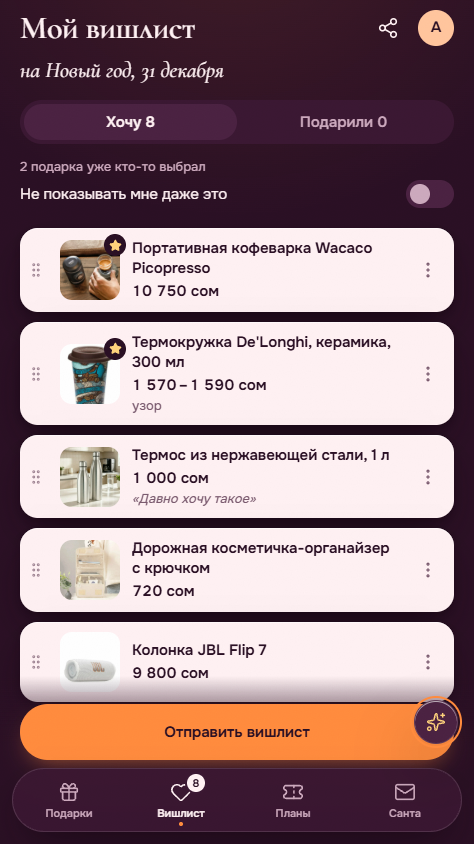 Мой вишлист
А
на Новый год, 31 декабря
Хочу 8
Подарили 0
2 подарка уже кто-то выбрал
Не показывать мне даже это
Портативная кофеварка Wacaco
Picopresso
10 750 сом
Термокружка De'Longhi, керамика,
300 мл
1 570 – 1 590 сом
узор
Термос из нержавеющей стали, 1 л
1 000 сом
«Давно хочу такое»
Дорожная косметичка-органайзер
с крючком
720 сом
Колонка JBL Flip 7
9 800 сом
Отправить вишлист
8
Подарки
Вишлист
Планы
Санта